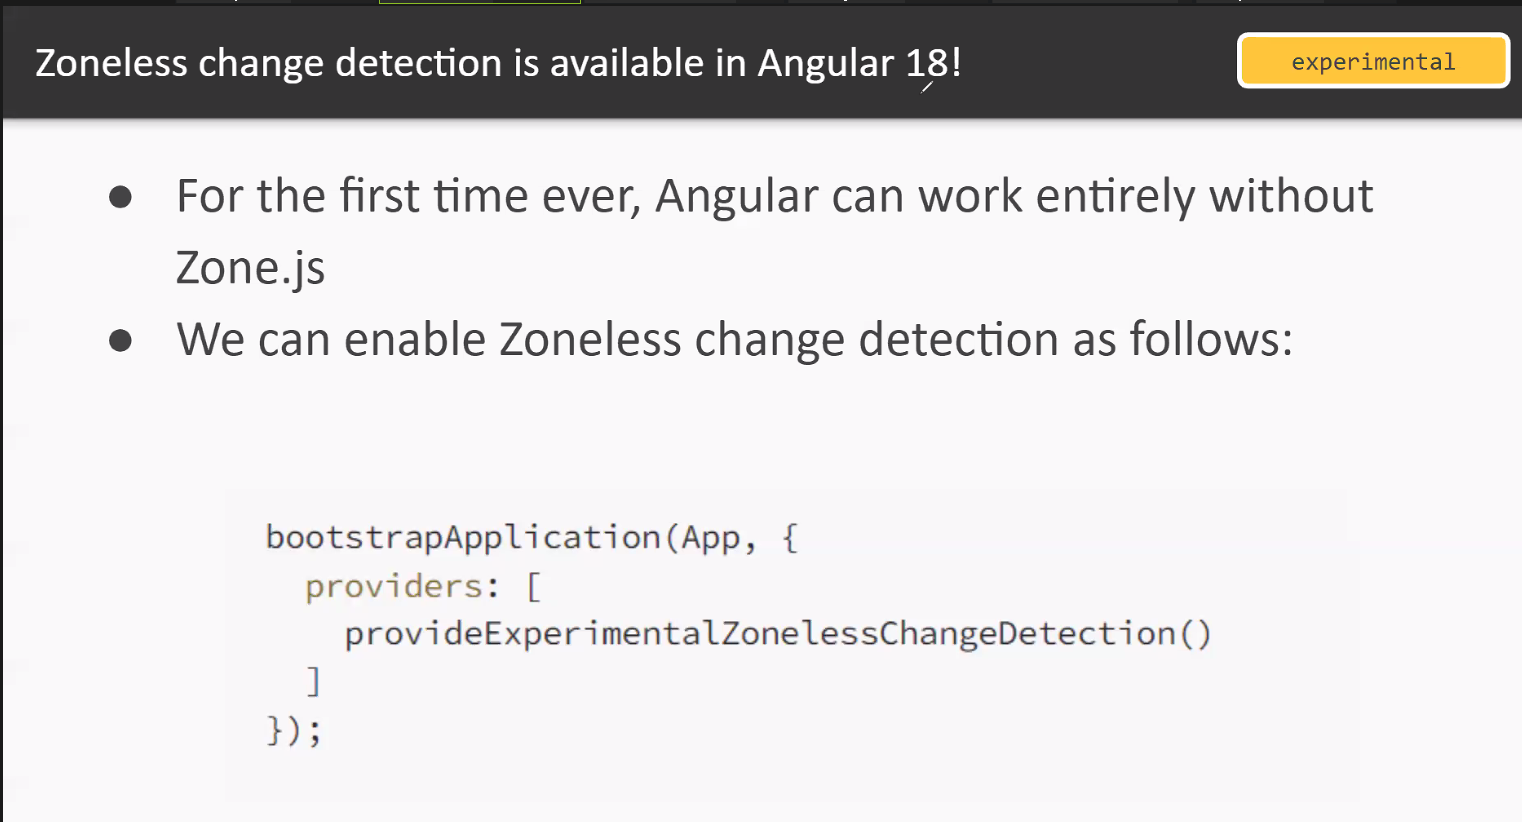 Zoneless change detection is available in Angular 18!
experimental
● For the first time ever, Angular can work entirely without
Zone.js
● We can enable Zoneless change detection as follows:
bootstrapApplication(App, {
  providers: [
    provideExperimentalZonelessChangeDetection()
  ]
});